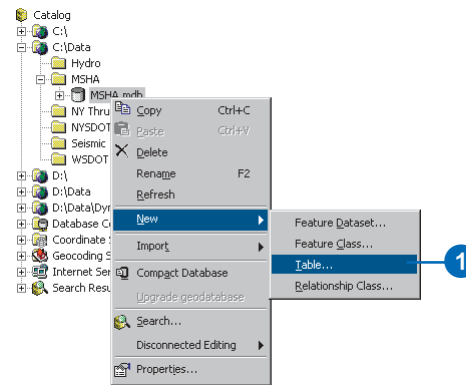 Catalog
C:\
C:\Data
Hydro
MSHA
MSHA.mdb
NY Thru
NYSDOT
Seismic
WSDOT
D:\
D:\Data
D:\Data\Dyr
Database Co
Coordinate
Geocoding S
Internet Ser
Search Resu
Copy Ctrl+C
Paste Ctrl+V
Delete
Rename F2
Refresh
New
Import
Compact Database
Upgrade geodatabase
Search...
Disconnected Editing
Properties...
Feature Dataset...
Feature Class...
Table...
Relationship Class...
1